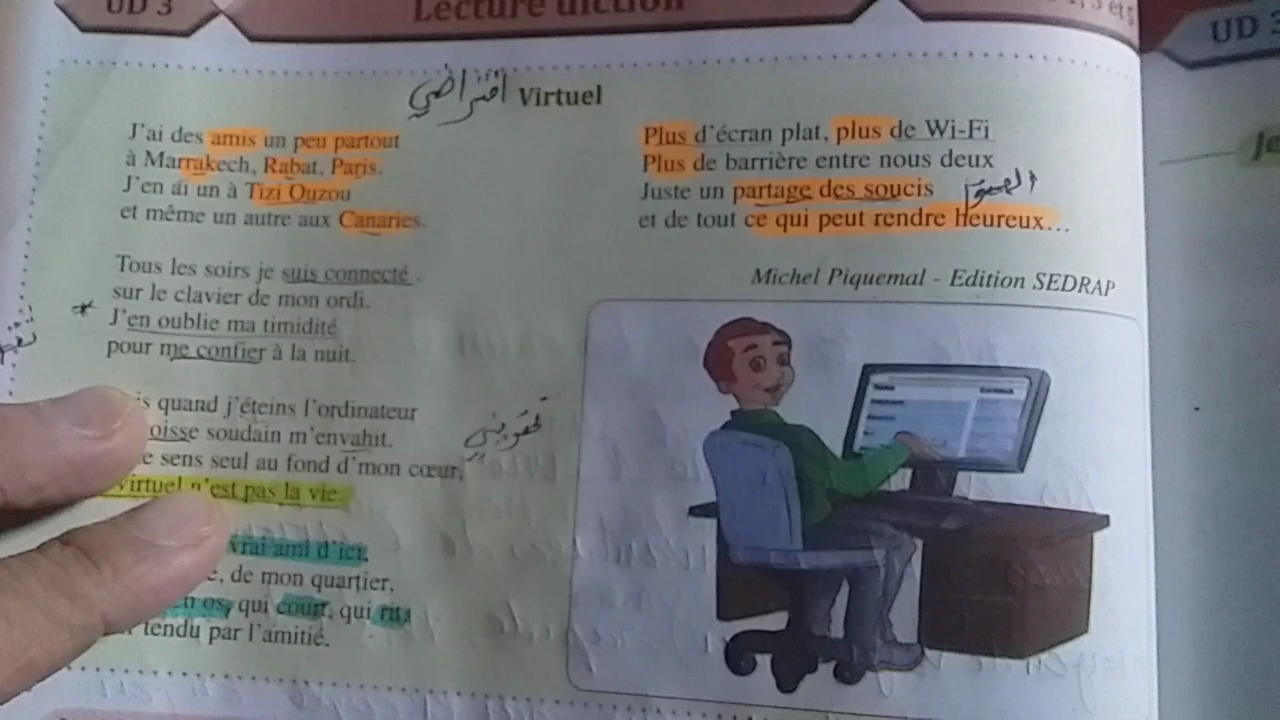 UD 3
Lecture diction
UD
افتراضي Virtuel
J'ai des amis un peu partout
à Marrakech, Rabat, Paris.
J'en ai un à Tizi Ouzou
et même un autre aux Canaries.
Tous les soirs je suis connecté.
sur le clavier de mon ordi.
* J'en oublie ma timidité
pour me confier à la nuit.
is quand j'éteins l'ordinateur
oisse soudain m'envahit.
e sens seul au fond d'mon cœur,
virtuel n'est pas la vie.
vrai ami d'ici,
e, de mon quartier,
en os, qui court, qui rit,
tendu par l'amitié.
Plus d'écran plat, plus de Wi-Fi
Plus de barrière entre nous deux
Juste un partage des soucis
et de tout ce qui peut rendre heureux...
Michel Piquemal - Edition SEDRAP